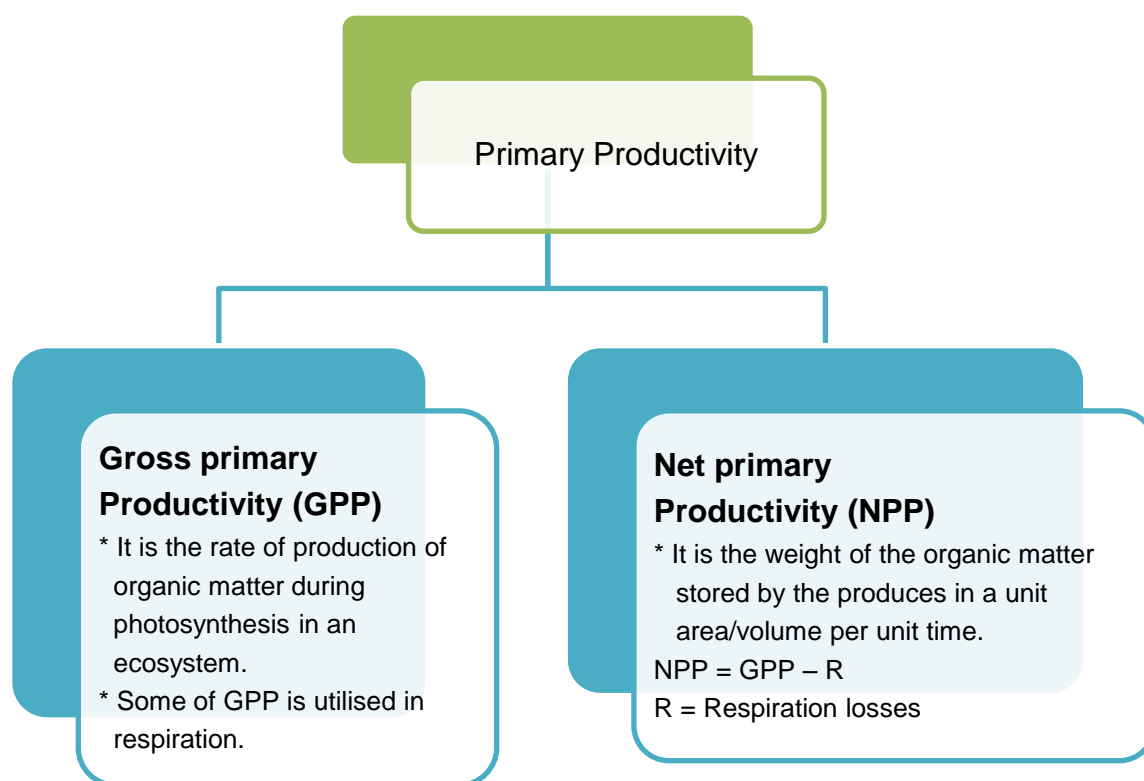 Primary Productivity
Gross primary
Productivity (GPP)
* It is the rate of production of
organic matter during
photosynthesis in an
ecosystem.
* Some of GPP is utilised in
respiration.
Net primary
Productivity (NPP)
* It is the weight of the organic matter
stored by the produces in a unit
area/volume per unit time.
NPP = GPP – R
R = Respiration losses